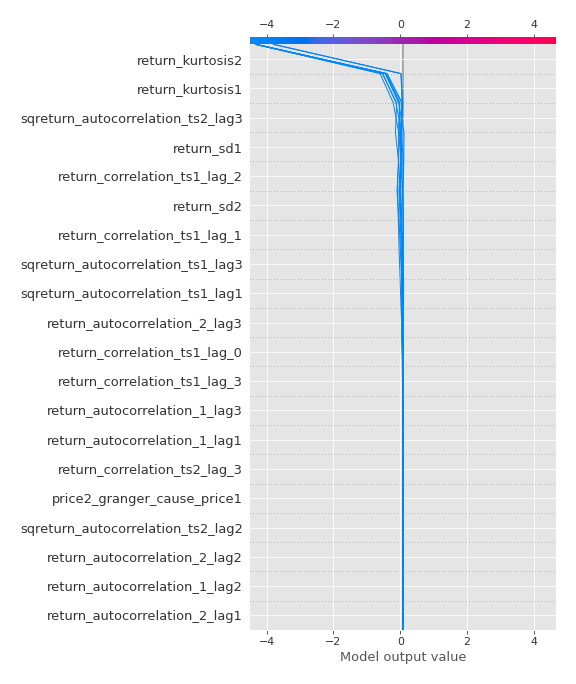 −4 −2 0 2 4
return_kurtosis2
return_kurtosis1
sqreturn_autocorrelation_ts2_lag3
return_sd1
return_correlation_ts1_lag_2
return_sd2
return_correlation_ts1_lag_1
sqreturn_autocorrelation_ts1_lag3
sqreturn_autocorrelation_ts1_lag1
return_autocorrelation_2_lag3
return_correlation_ts1_lag_0
return_correlation_ts1_lag_3
return_autocorrelation_1_lag3
return_autocorrelation_1_lag1
return_correlation_ts2_lag_3
price2_granger_cause_price1
sqreturn_autocorrelation_ts2_lag2
return_autocorrelation_2_lag2
return_autocorrelation_1_lag2
return_autocorrelation_2_lag1
−4 −2 0 2 4
Model output value